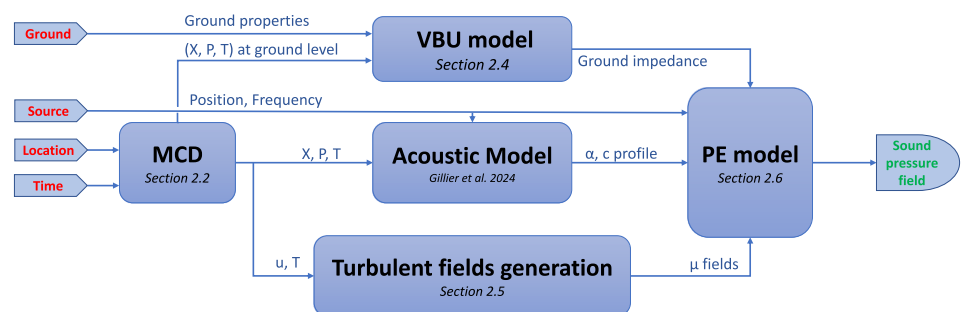 Ground
Ground properties
(X, P, T) at ground level
VBU model
Section 2.4
Ground impedance
Source
Position, Frequency
Location
Time
MCD
Section 2.2
X, P, T
Acoustic Model
Gillier et al. 2024
α, c profile
PE model
Section 2.6
Sound
pressure
field
u, T
Turbulent fields generation
Section 2.5
μ fields